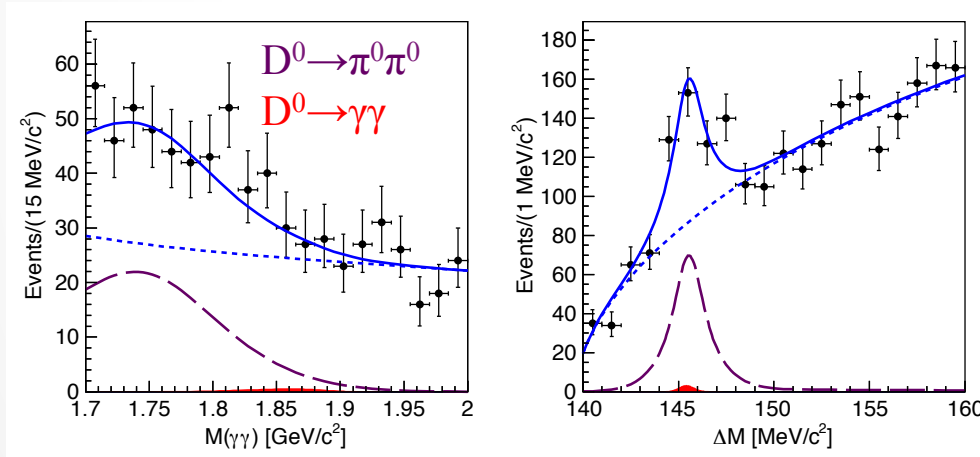 Events/(15 MeV/c²)
60
50
40
30
20
10
0
D⁰→π⁰π⁰
D⁰→γγ
1.7 1.75 1.8 1.85 1.9 1.95 2
M(γγ) [GeV/c²]
Events/(1 MeV/c²)
180
160
140
120
100
80
60
40
20
0
140 145 150 155 160
ΔM [MeV/c²]